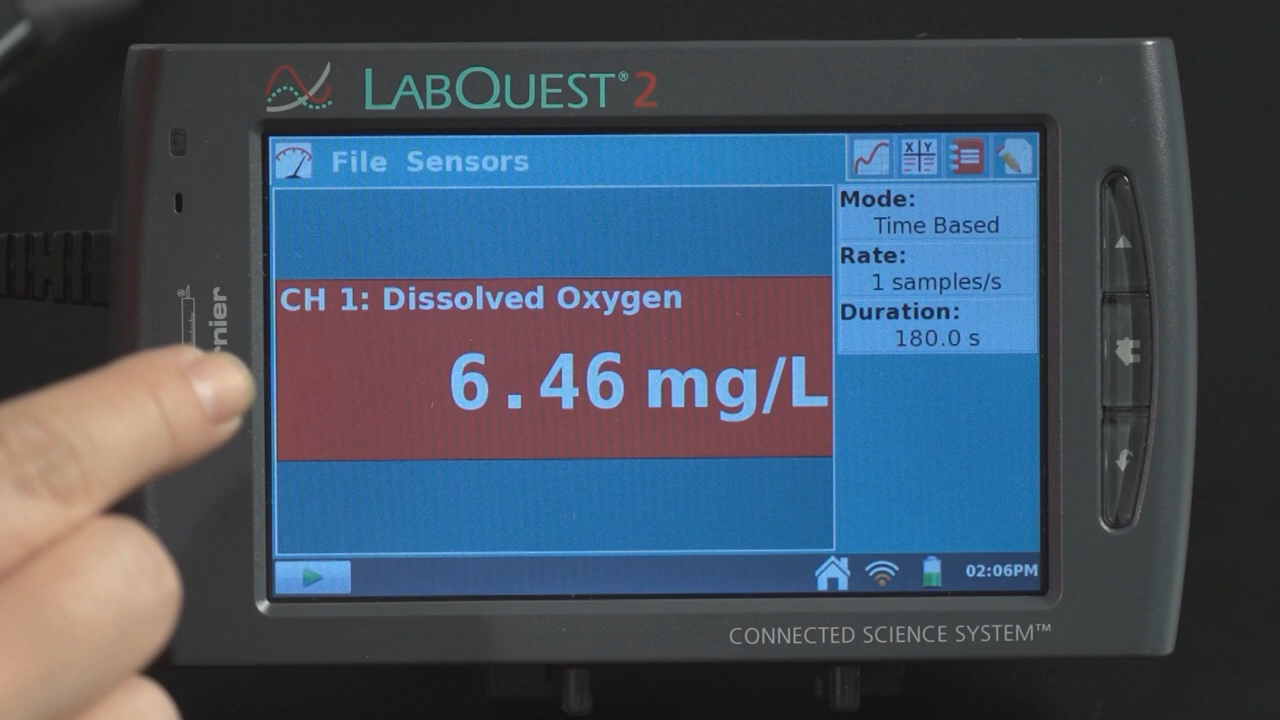 LABQUEST® 2
File Sensors
X Y
Mode:
Time Based
Rate:
1 samples/s
Duration:
180.0 s
CH 1: Dissolved Oxygen
6.46 mg/L
02:06PM
CONNECTED SCIENCE SYSTEM™